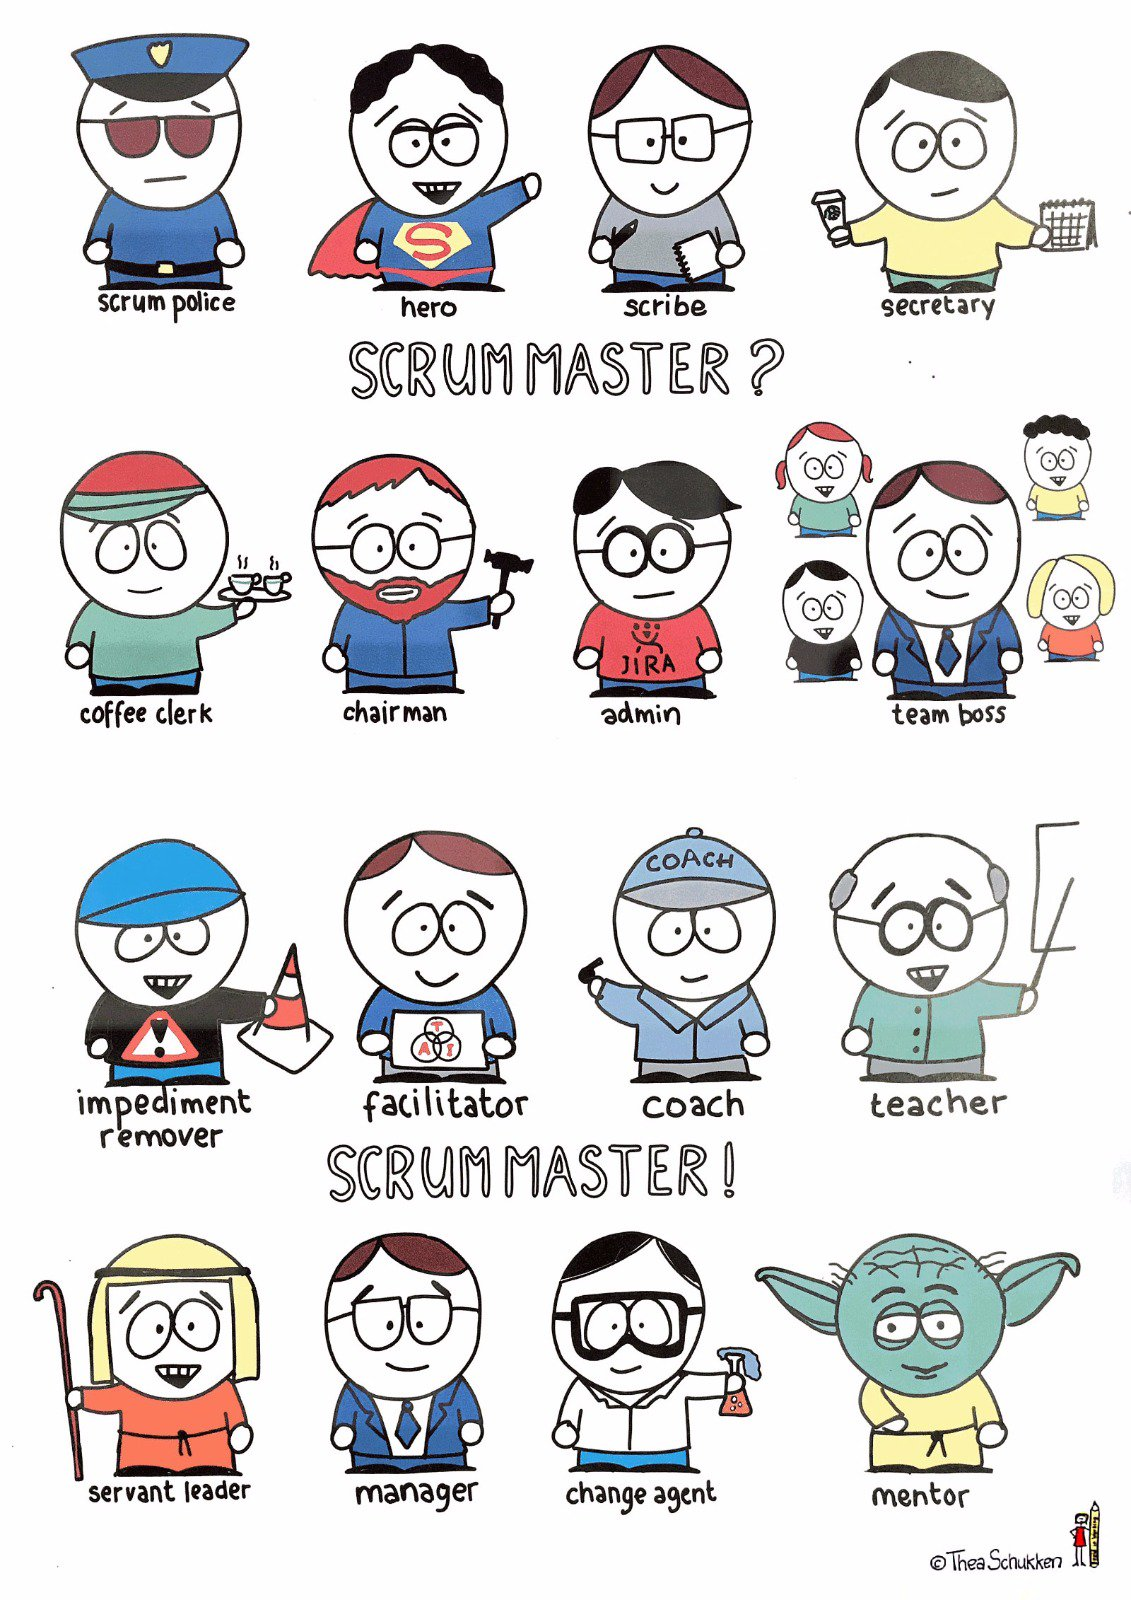 scrum police
hero
scribe
secretary
SCRUM MASTER?
coffee clerk
chairman
JIRA
admin
team boss
COACH
T
A I
impediment
remover
facilitator
coach
teacher
SCRUM MASTER!
servant leader
manager
change agent
mentor
© Thea Schukken